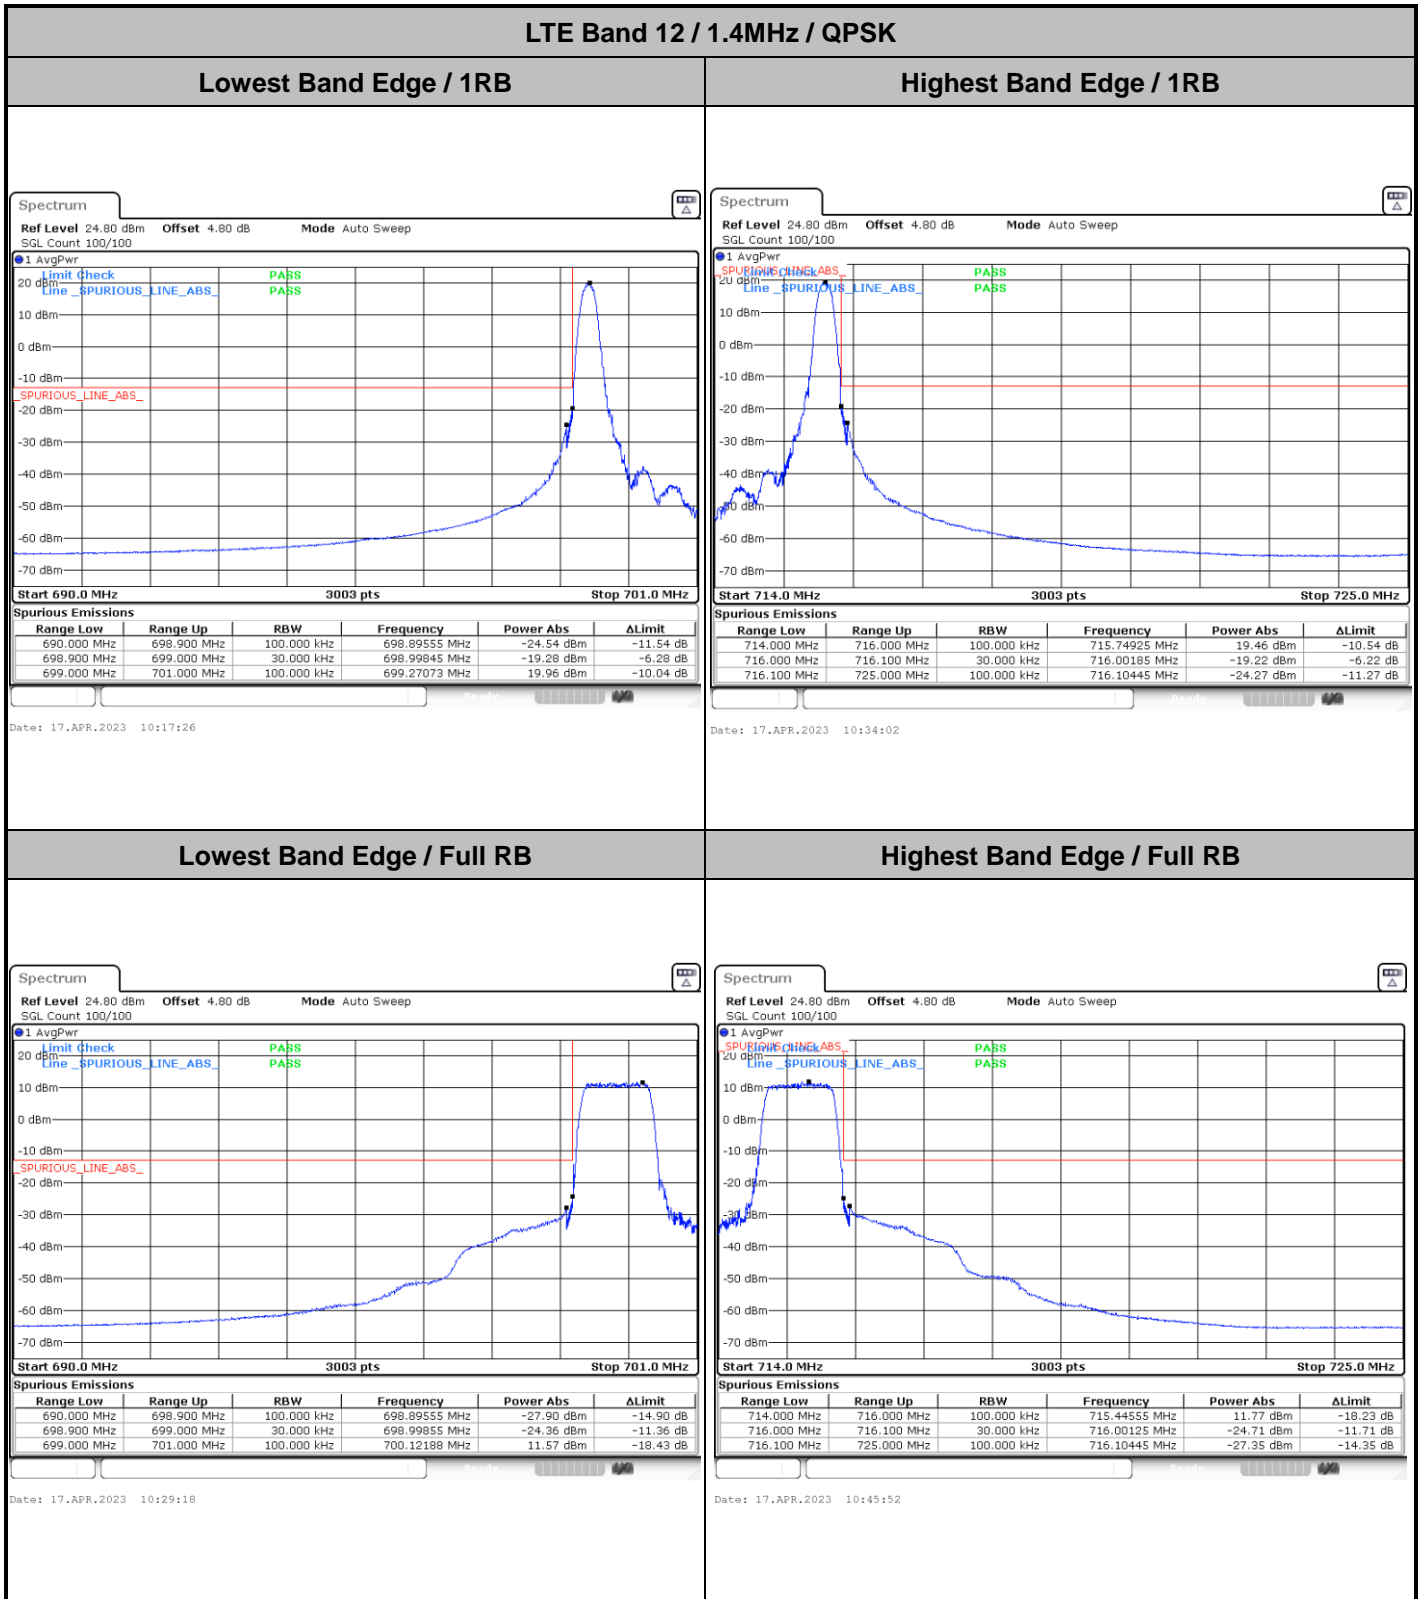 LTE Band 12 / 1.4MHz / QPSK
Lowest Band Edge / 1RB
Highest Band Edge / 1RB
Spectrum
Ref Level 24.80 dBm Offset 4.80 dB Mode Auto Sweep
SGL Count 100/100
1 AvgPwr
Limit Check PASS
20 dBm
Line _SPURIOUS_LINE_ABS_ PASS
10 dBm
0 dBm
-10 dBm
_SPURIOUS_LINE_ABS_
-20 dBm
-30 dBm
-40 dBm
-50 dBm
-60 dBm
-70 dBm
Start 690.0 MHz 3003 pts Stop 701.0 MHz
Spurious Emissions
Range Low Range Up RBW Frequency Power Abs ΔLimit
690.000 MHz 698.900 MHz 100.000 kHz 698.89555 MHz -24.54 dBm -11.54 dB
698.900 MHz 699.000 MHz 30.000 kHz 698.99845 MHz -19.28 dBm -6.28 dB
699.000 MHz 701.000 MHz 100.000 kHz 699.27073 MHz 19.96 dBm -10.04 dB
Ready
Date: 17.APR.2023 10:17:26
Spectrum
Ref Level 24.80 dBm Offset 4.80 dB Mode Auto Sweep
SGL Count 100/100
1 AvgPwr
_SPURIOUS_LINE_ABS_
Limit Check PASS
20 dBm
Line _SPURIOUS_LINE_ABS_ PASS
10 dBm
0 dBm
-10 dBm
-20 dBm
-30 dBm
-40 dBm
-50 dBm
-60 dBm
-70 dBm
Start 714.0 MHz 3003 pts Stop 725.0 MHz
Spurious Emissions
Range Low Range Up RBW Frequency Power Abs ΔLimit
714.000 MHz 716.000 MHz 100.000 kHz 715.74925 MHz 19.46 dBm -10.54 dB
716.000 MHz 716.100 MHz 30.000 kHz 716.00185 MHz -19.22 dBm -6.22 dB
716.100 MHz 725.000 MHz 100.000 kHz 716.10445 MHz -24.27 dBm -11.27 dB
Ready
Date: 17.APR.2023 10:34:02
Lowest Band Edge / Full RB
Highest Band Edge / Full RB
Spectrum
Ref Level 24.80 dBm Offset 4.80 dB Mode Auto Sweep
SGL Count 100/100
1 AvgPwr
Limit Check PASS
20 dBm
Line _SPURIOUS_LINE_ABS_ PASS
10 dBm
0 dBm
-10 dBm
_SPURIOUS_LINE_ABS_
-20 dBm
-30 dBm
-40 dBm
-50 dBm
-60 dBm
-70 dBm
Start 690.0 MHz 3003 pts Stop 701.0 MHz
Spurious Emissions
Range Low Range Up RBW Frequency Power Abs ΔLimit
690.000 MHz 698.900 MHz 100.000 kHz 698.89555 MHz -27.90 dBm -14.90 dB
698.900 MHz 699.000 MHz 30.000 kHz 698.99855 MHz -24.36 dBm -11.36 dB
699.000 MHz 701.000 MHz 100.000 kHz 700.12188 MHz 11.57 dBm -18.43 dB
Ready
Date: 17.APR.2023 10:29:18
Spectrum
Ref Level 24.80 dBm Offset 4.80 dB Mode Auto Sweep
SGL Count 100/100
1 AvgPwr
_SPURIOUS_LINE_ABS_
Limit Check PASS
20 dBm
Line _SPURIOUS_LINE_ABS_ PASS
10 dBm
0 dBm
-10 dBm
-20 dBm
-30 dBm
-40 dBm
-50 dBm
-60 dBm
-70 dBm
Start 714.0 MHz 3003 pts Stop 725.0 MHz
Spurious Emissions
Range Low Range Up RBW Frequency Power Abs ΔLimit
714.000 MHz 716.000 MHz 100.000 kHz 715.44555 MHz 11.77 dBm -18.23 dB
716.000 MHz 716.100 MHz 30.000 kHz 716.00125 MHz -24.71 dBm -11.71 dB
716.100 MHz 725.000 MHz 100.000 kHz 716.10445 MHz -27.35 dBm -14.35 dB
Ready
Date: 17.APR.2023 10:45:52